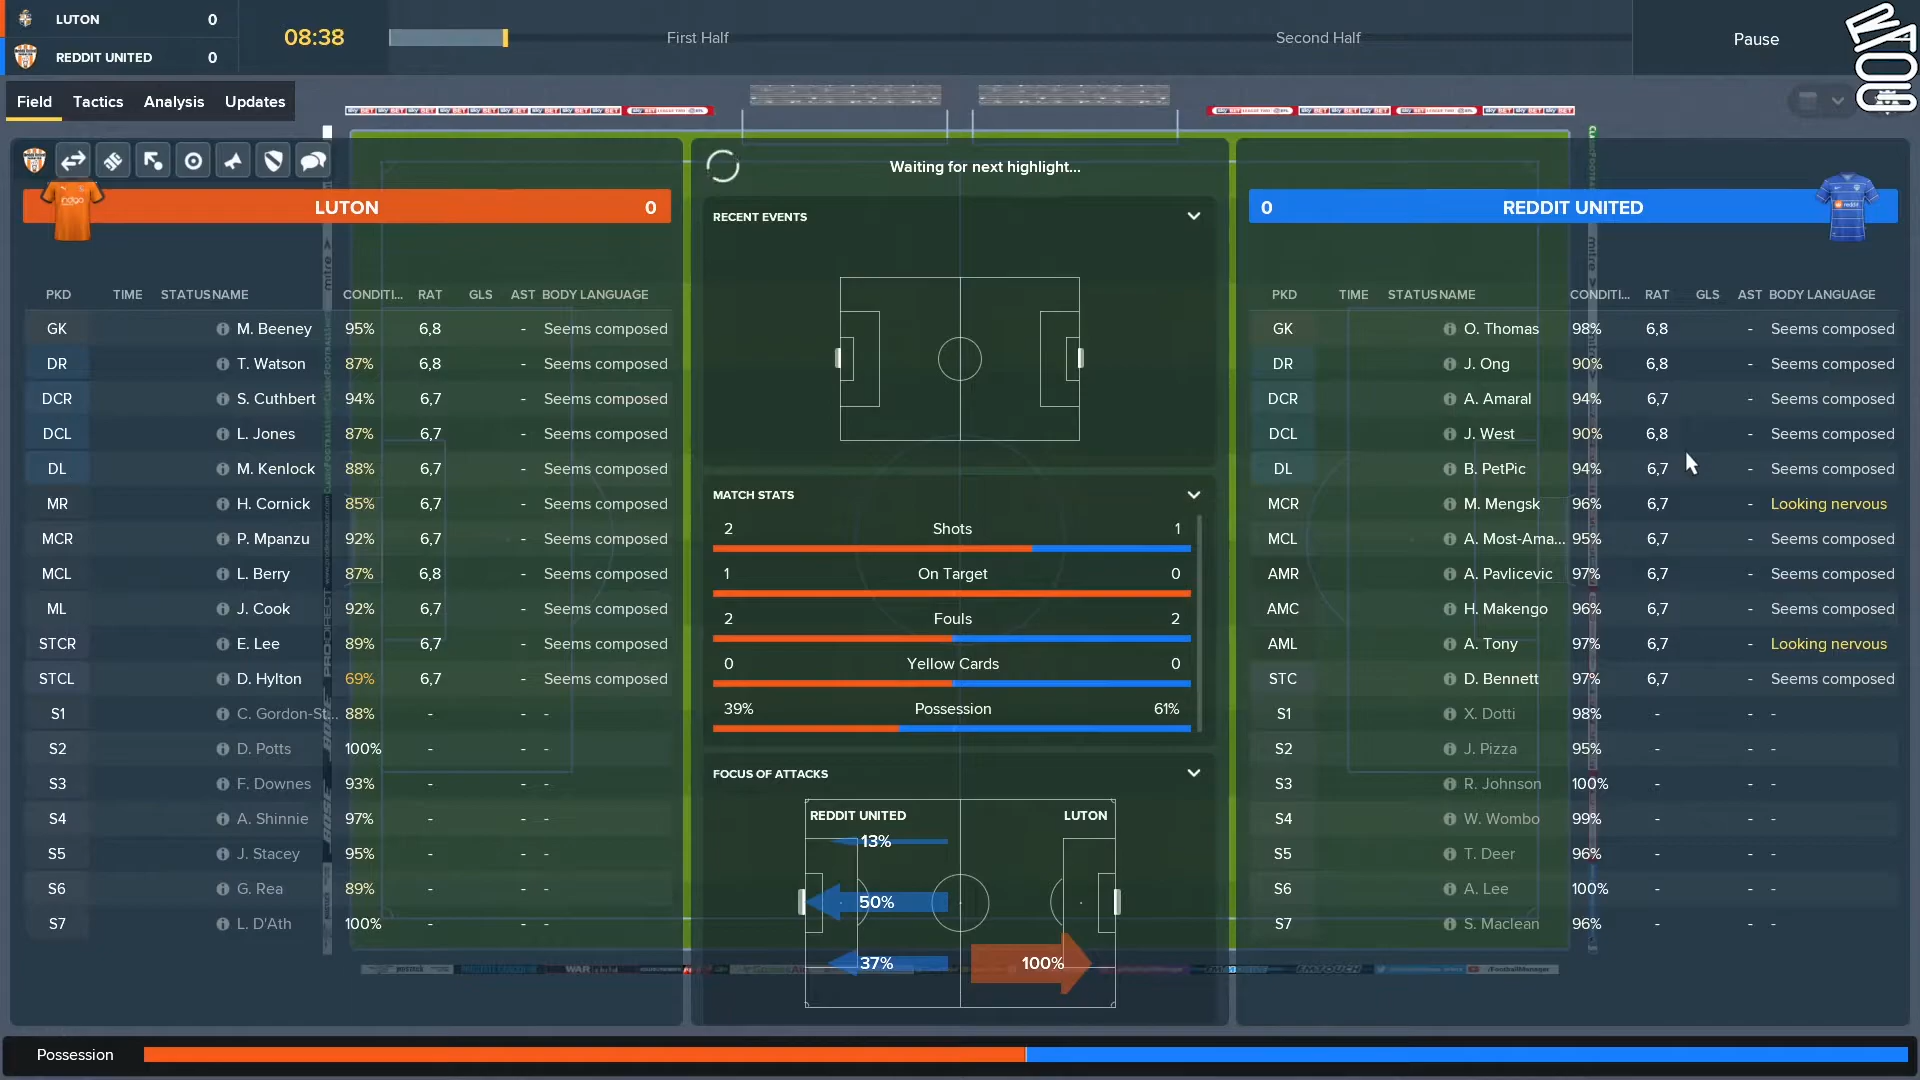 LUTON 0
REDDIT UNITED 0
08:38
First Half
Second Half
Pause
Field Tactics Analysis Updates
LUTON 0
PKD TIME STATUS NAME CONDITI... RAT GLS AST BODY LANGUAGE
GK M. Beeney 95% 6,8 - Seems composed
DR T. Watson 87% 6,8 - Seems composed
DCR S. Cuthbert 94% 6,7 - Seems composed
DCL L. Jones 87% 6,7 - Seems composed
DL M. Kenlock 88% 6,7 - Seems composed
MR H. Cornick 85% 6,7 - Seems composed
MCR P. Mpanzu 92% 6,7 - Seems composed
MCL L. Berry 87% 6,8 - Seems composed
ML J. Cook 92% 6,7 - Seems composed
STCR E. Lee 89% 6,7 - Seems composed
STCL D. Hylton 69% 6,7 - Seems composed
S1 C. Gordon-St... 88% - - -
S2 D. Potts 100% - - -
S3 F. Downes 93% - - -
S4 A. Shinnie 97% - - -
S5 J. Stacey 95% - - -
S6 G. Rea 89% - - -
S7 L. D'Ath 100% - - -
Waiting for next highlight...
RECENT EVENTS
MATCH STATS
2 Shots 1
1 On Target 0
2 Fouls 2
0 Yellow Cards 0
39% Possession 61%
FOCUS OF ATTACKS
REDDIT UNITED LUTON
13%
50%
37% 100%
0 REDDIT UNITED
PKD TIME STATUS NAME CONDITI... RAT GLS AST BODY LANGUAGE
GK O. Thomas 98% 6,8 - Seems composed
DR J. Ong 90% 6,8 - Seems composed
DCR A. Amaral 94% 6,7 - Seems composed
DCL J. West 90% 6,8 - Seems composed
DL B. PetPic 94% 6,7 - Seems composed
MCR M. Mengsk 96% 6,7 - Looking nervous
MCL A. Most-Ama... 95% 6,7 - Seems composed
AMR A. Pavlicevic 97% 6,7 - Seems composed
AMC H. Makengo 96% 6,7 - Seems composed
AML A. Tony 97% 6,7 - Looking nervous
STC D. Bennett 97% 6,7 - Seems composed
S1 X. Dotti 98% - - -
S2 J. Pizza 95% - - -
S3 R. Johnson 100% - - -
S4 W. Wombo 99% - - -
S5 T. Deer 96% - - -
S6 A. Lee 100% - - -
S7 S. Maclean 96% - - -
Possession